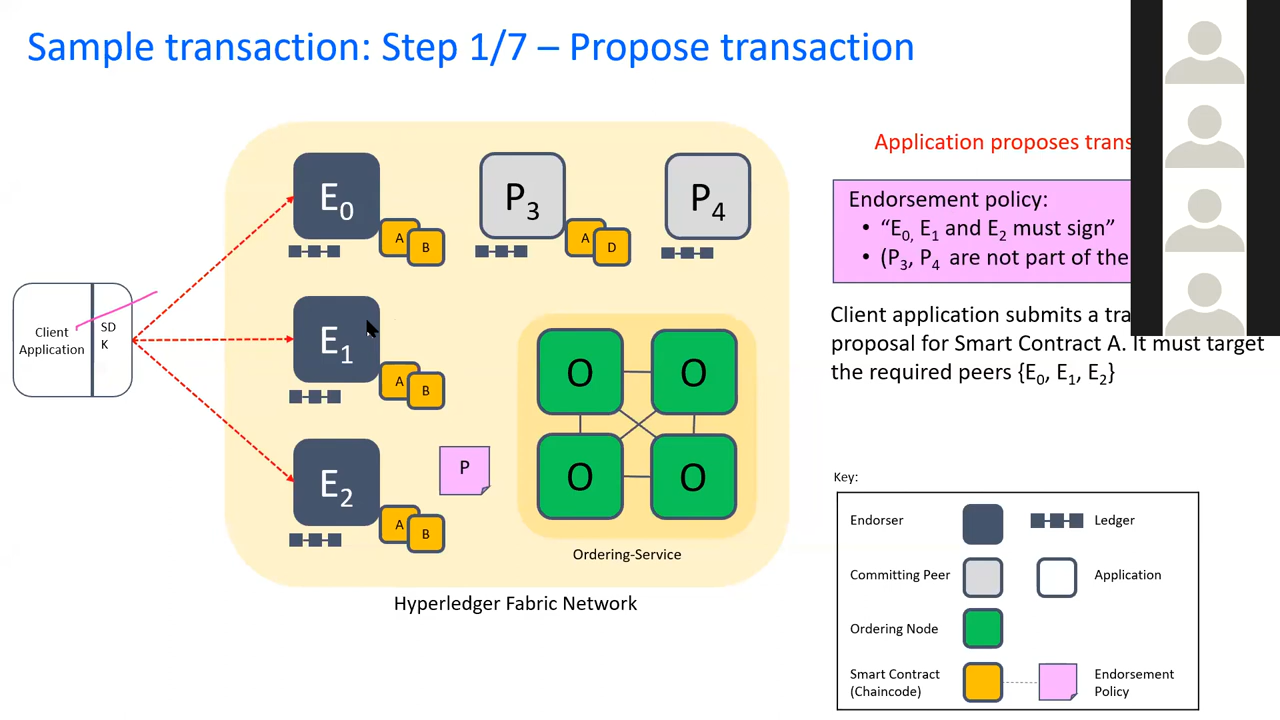 Sample transaction: Step 1/7 – Propose transaction
Application proposes trans
Endorsement policy:
• “E0, E1 and E2 must sign”
• (P3, P4 are not part of the
Client application submits a tra
proposal for Smart Contract A. It must target
the required peers {E0, E1, E2}
Client
Application
SD
K
E0
A
B
P3
A
D
P4
E1
A
B
E2
A
B
P
O
O
O
O
Ordering-Service
Hyperledger Fabric Network
Key:
Endorser
Ledger
Committing Peer
Application
Ordering Node
Smart Contract
(Chaincode)
Endorsement
Policy